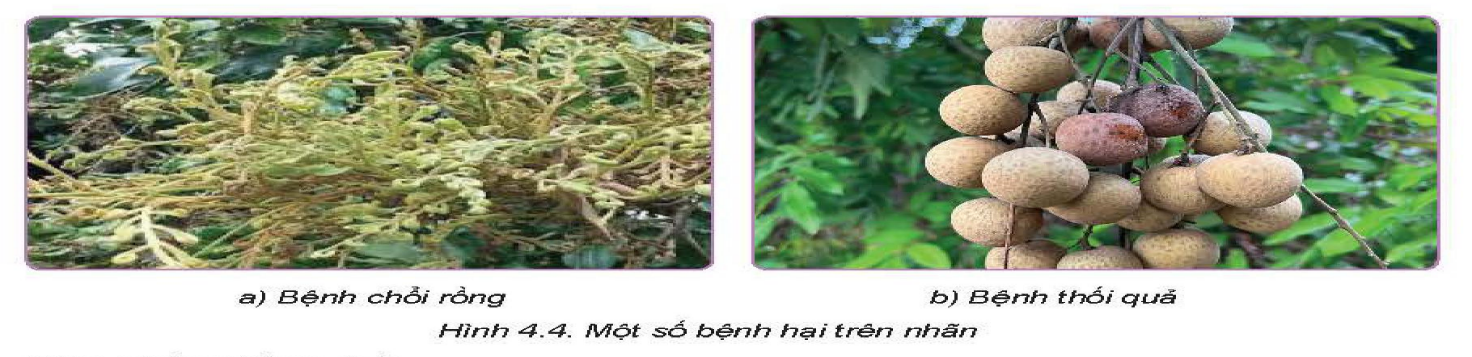 a) Bệnh chổi rồng
b) Bệnh thối quả
Hình 4.4. Một số bệnh hại trên nhãn